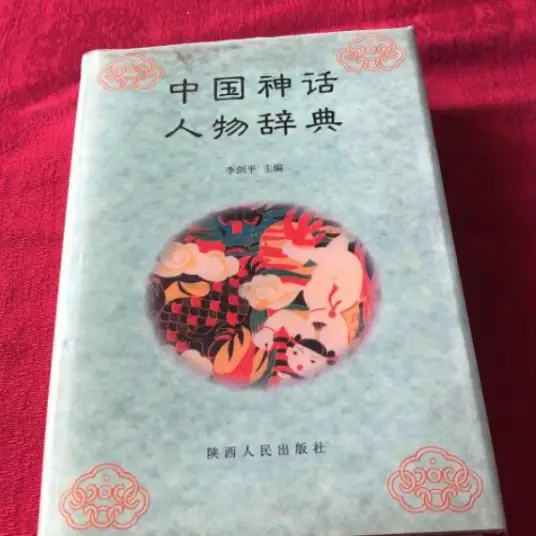 中国神话
人物辞典
李剑平 主编
陕西人民出版社